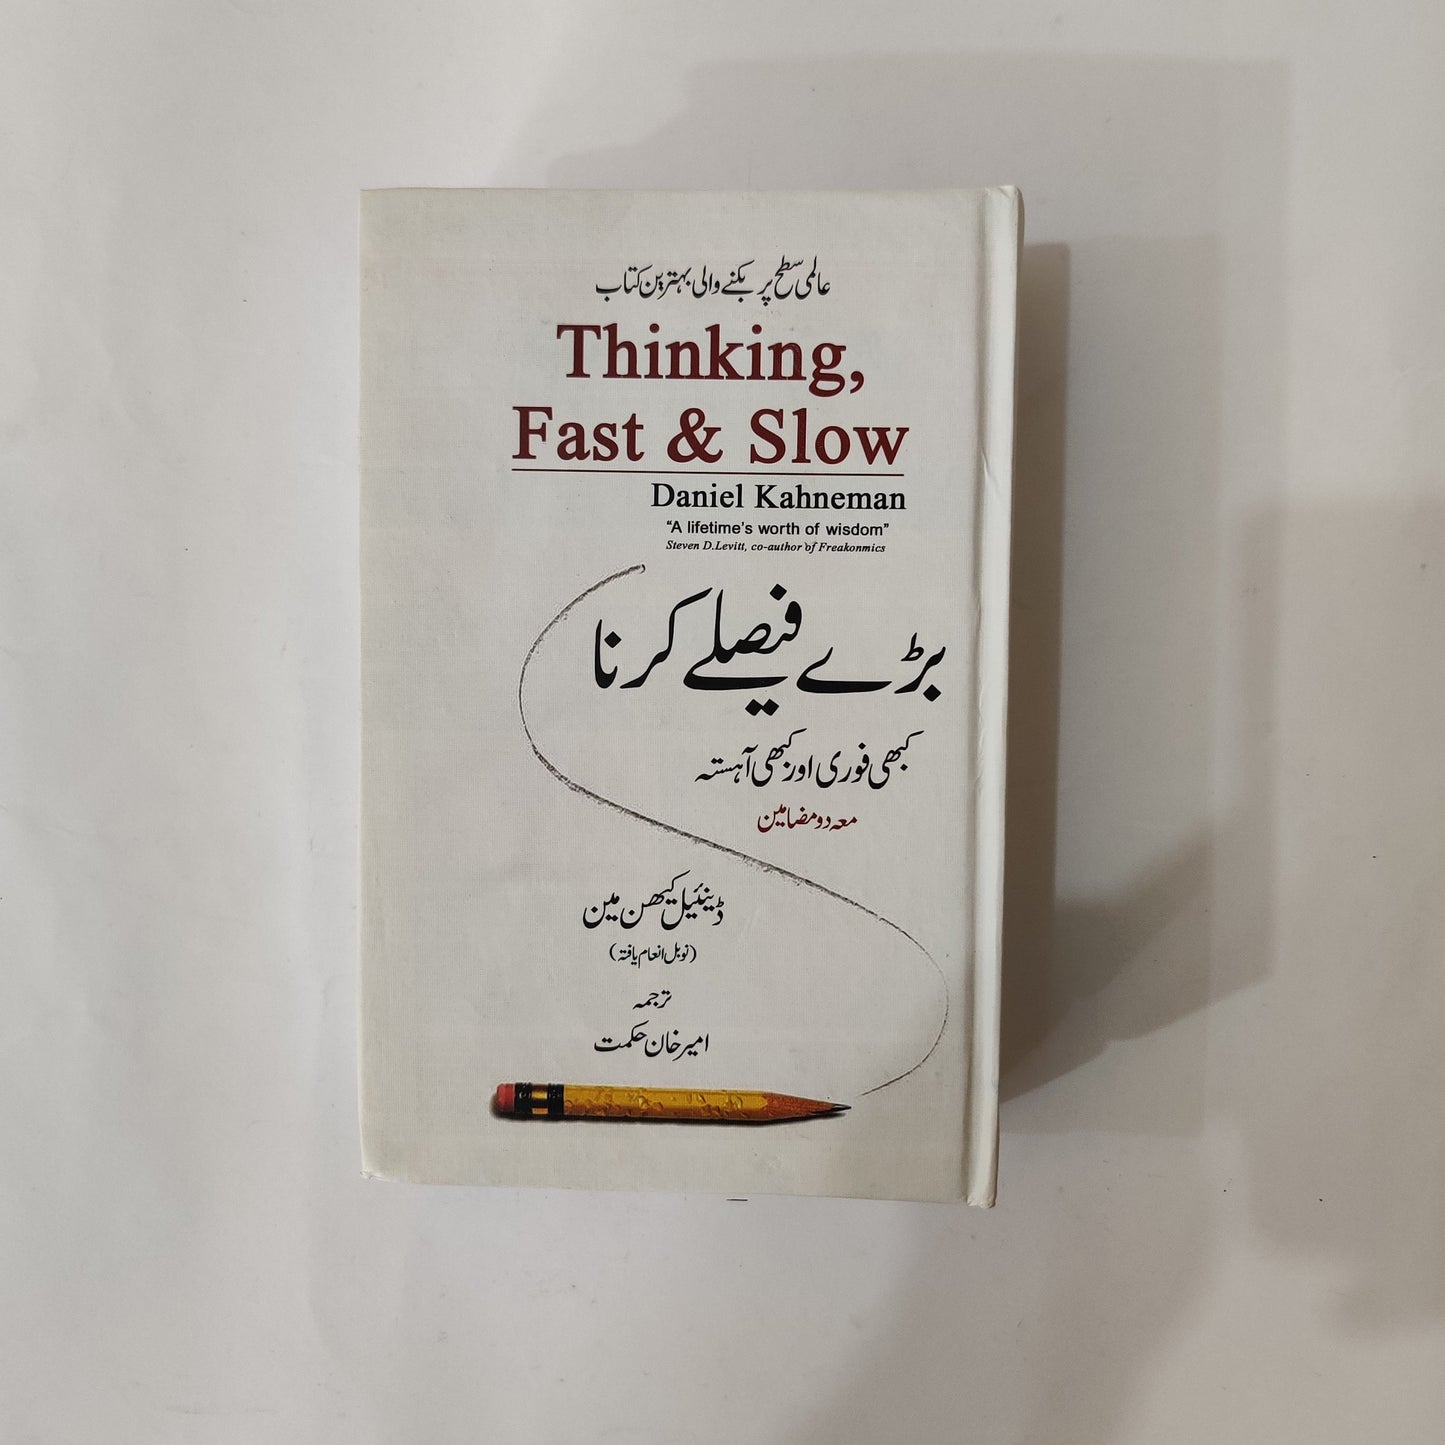 عالمی سطح پر بکنے والی بہترین کتاب
Thinking,
Fast & Slow
Daniel Kahneman
“A lifetime’s worth of wisdom”
Steven D.Levitt, co-author of Freakonmics
بڑے فیصلے کرنا
کبھی فوری اور کبھی آہستہ
معہ دو مضامین
ڈینئیل کیھن مین
(نوبل انعام یافتہ)
ترجمہ
امیر خان حکمت